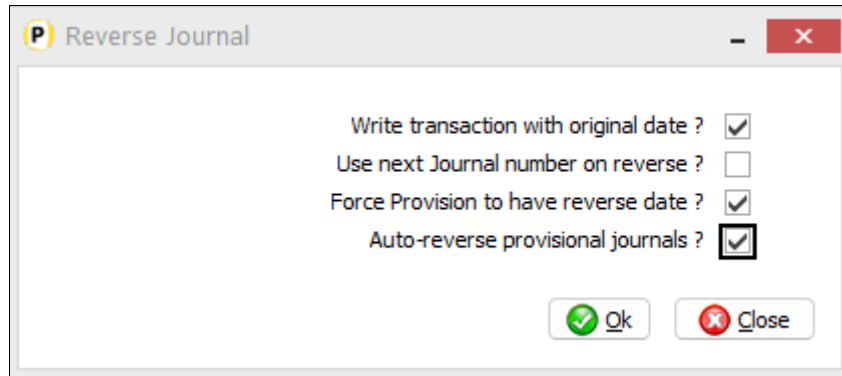 P Reverse Journal
Write transaction with original date ?
Use next Journal number on reverse ?
Force Provision to have reverse date ?
Auto-reverse provisional journals ?
Ok Close